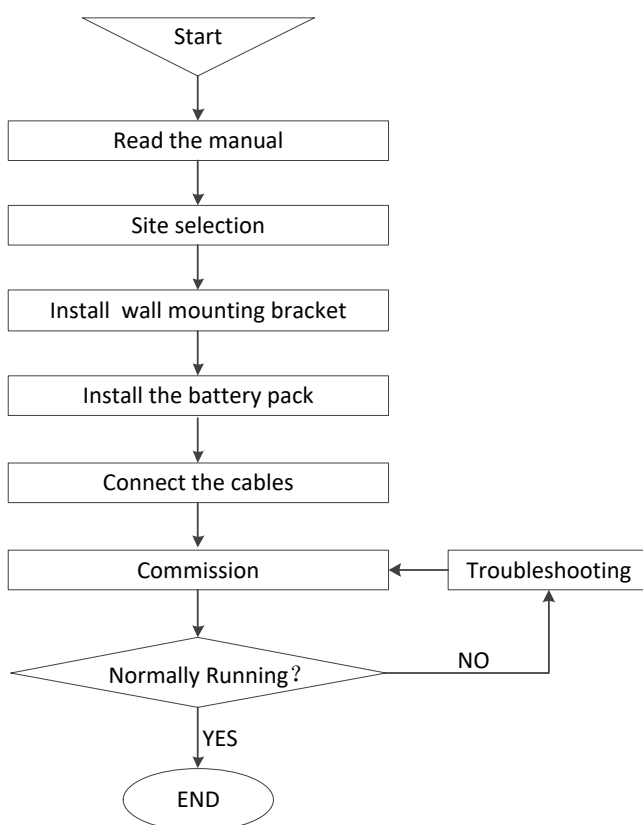 Start
Read the manual
Site selection
Install  wall mounting bracket
Install the battery pack
Connect the cables
Commission
Troubleshooting
Normally Running？
NO
YES
END